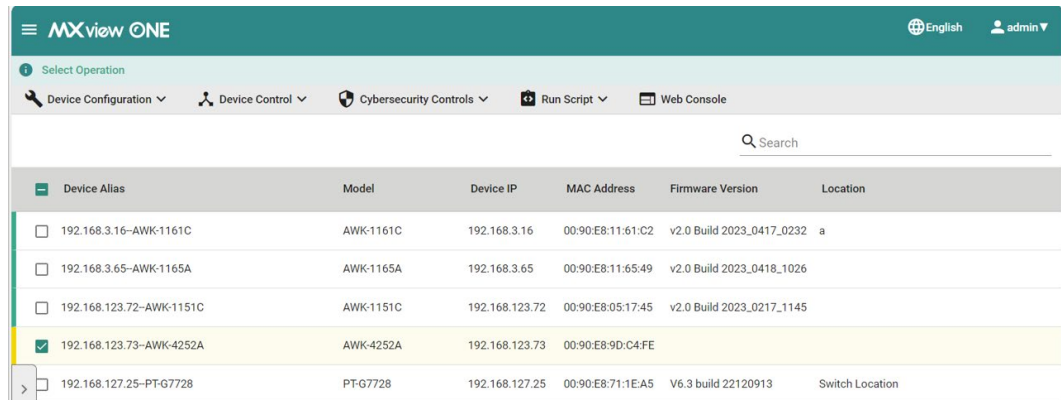 MXview ONE English admin
Select Operation
Device Configuration Device Control Cybersecurity Controls Run Script Web Console
Search
Device Alias Model Device IP MAC Address Firmware Version Location
192.168.3.16--AWK-1161C AWK-1161C 192.168.3.16 00:90:E8:11:61:C2 v2.0 Build 2023_0417_0232 a
192.168.3.65--AWK-1165A AWK-1165A 192.168.3.65 00:90:E8:11:65:49 v2.0 Build 2023_0418_1026
192.168.123.72--AWK-1151C AWK-1151C 192.168.123.72 00:90:E8:05:17:45 v2.0 Build 2023_0217_1145
192.168.123.73--AWK-4252A AWK-4252A 192.168.123.73 00:90:E8:9D:C4:FE
192.168.127.25--PT-G7728 PT-G7728 192.168.127.25 00:90:E8:71:1E:A5 V6.3 build 22120913 Switch Location